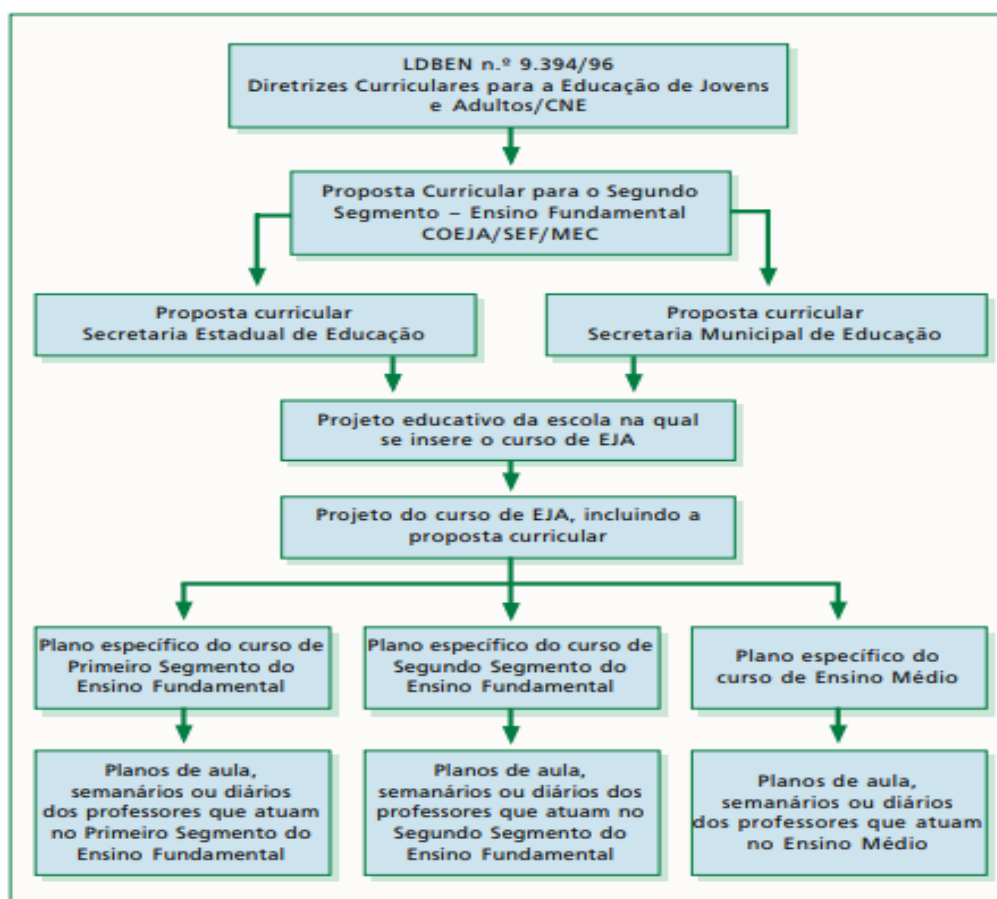 LDBEN n.º 9.394/96
Diretrizes Curriculares para a Educação de Jovens
e Adultos/CNE
Proposta Curricular para o Segundo
Segmento – Ensino Fundamental
COEJA/SEF/MEC
Proposta curricular
Secretaria Estadual de Educação
Proposta curricular
Secretaria Municipal de Educação
Projeto educativo da escola na qual
se insere o curso de EJA
Projeto do curso de EJA, incluindo a
proposta curricular
Plano específico do curso de
Primeiro Segmento do
Ensino Fundamental
Plano específico do curso de
Segundo Segmento do
Ensino Fundamental
Plano específico do
curso de Ensino Médio
Planos de aula,
semanários ou diários
dos professores que atuam
no Primeiro Segmento do
Ensino Fundamental
Planos de aula,
semanários ou diários dos
professores que atuam no
Segundo Segmento do
Ensino Fundamental
Planos de aula,
semanários ou diários
dos professores que atuam
no Ensino Médio